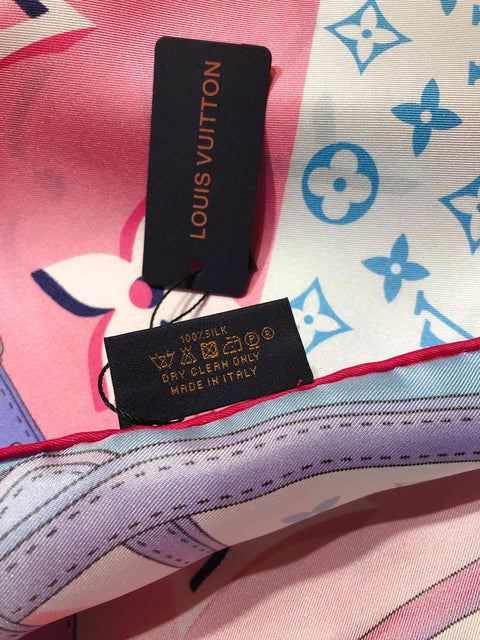 LOUIS VUITTON
100% SILK
P R
DRY CLEAN ONLY
MADE IN ITALY